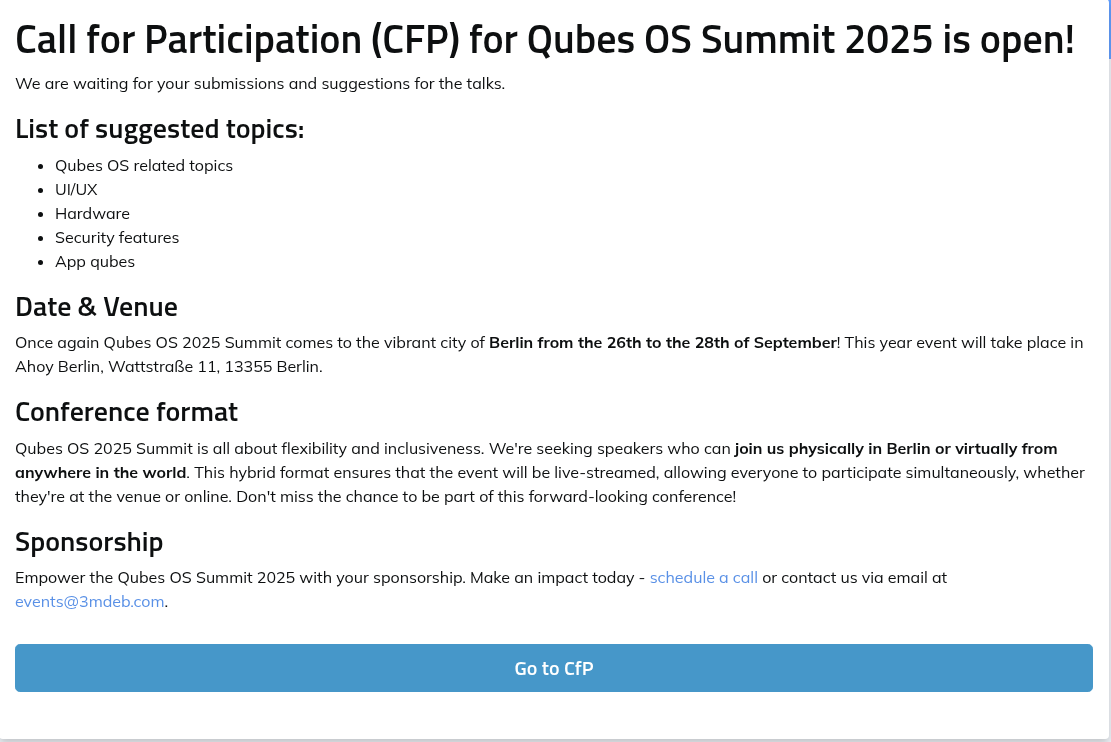 Call for Participation (CFP) for Qubes OS Summit 2025 is open!
We are waiting for your submissions and suggestions for the talks.
List of suggested topics:
• Qubes OS related topics
• UI/UX
• Hardware
• Security features
• App qubes
Date & Venue
Once again Qubes OS 2025 Summit comes to the vibrant city of Berlin from the 26th to the 28th of September! This year event will take place in
Ahoy Berlin, Wattstraße 11, 13355 Berlin.
Conference format
Qubes OS 2025 Summit is all about flexibility and inclusiveness. We're seeking speakers who can join us physically in Berlin or virtually from
anywhere in the world. This hybrid format ensures that the event will be live-streamed, allowing everyone to participate simultaneously, whether
they're at the venue or online. Don't miss the chance to be part of this forward-looking conference!
Sponsorship
Empower the Qubes OS Summit 2025 with your sponsorship. Make an impact today - schedule a call or contact us via email at
events@3mdeb.com.
Go to CfP